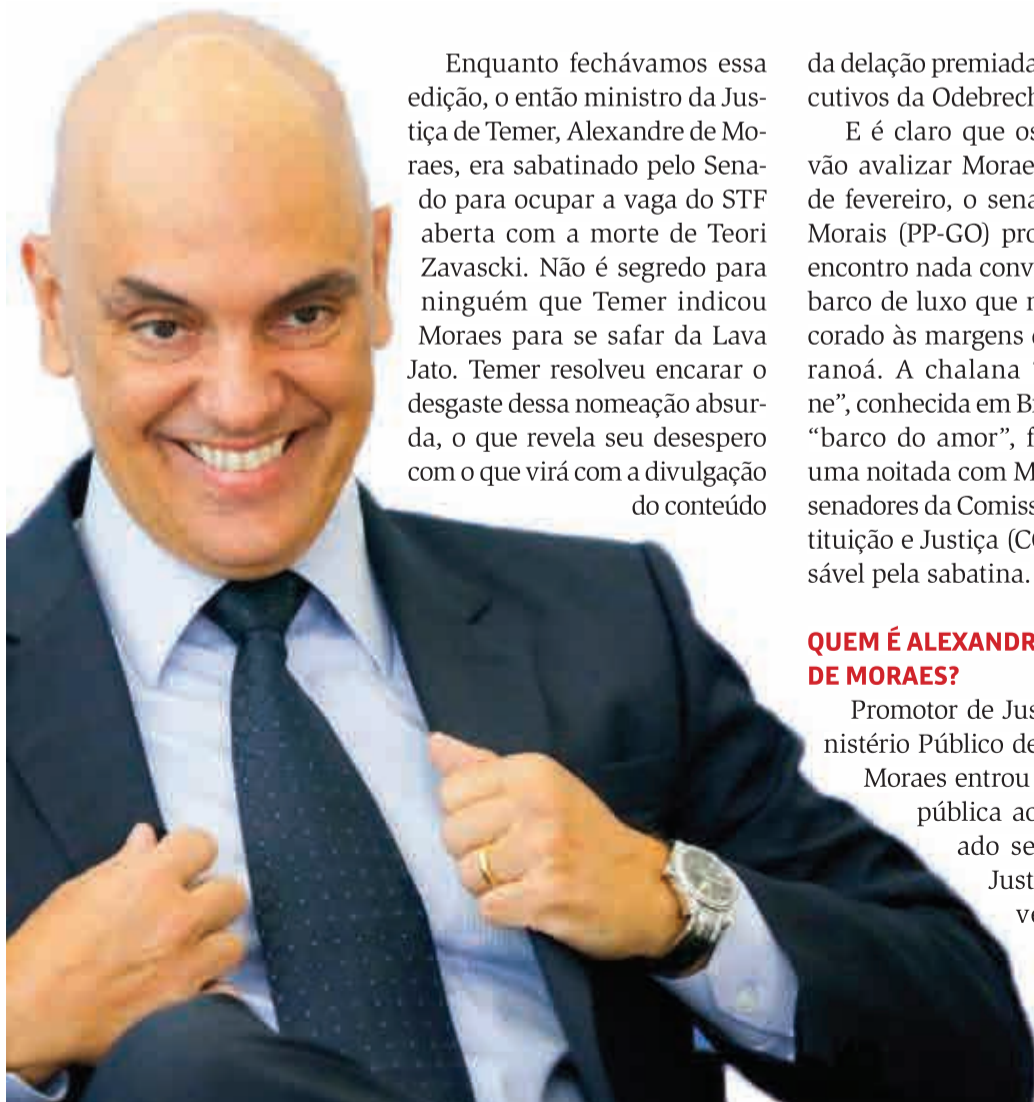 Enquanto fechávamos essa
edição, o então ministro da Jus-
tiça de Temer, Alexandre de Mo-
raes, era sabatinado pelo Sena-
do para ocupar a vaga do STF
aberta com a morte de Teori
Zavascki. Não é segredo para
ninguém que Temer indicou
Moraes para se safar da Lava
Jato. Temer resolveu encarar o
desgaste dessa nomeação absur-
da, o que revela seu desespero
com o que virá com a divulgação
do conteúdo
da delação premiada
cutivos da Odebrech
E é claro que os
vão avalizar Morae
de fevereiro, o sena
Morais (PP-GO) pro
encontro nada conv
barco de luxo que
corado às margens
ranoá. A chalana
ne”, conhecida em B
“barco do amor”, f
uma noitada com M
senadores da Comiss
tituição e Justiça (C
sável pela sabatina.
QUEM É ALEXANDR
DE MORAES?
Promotor de Jus
nistério Público de
Moraes entrou
pública ao
ado se
Just
ve